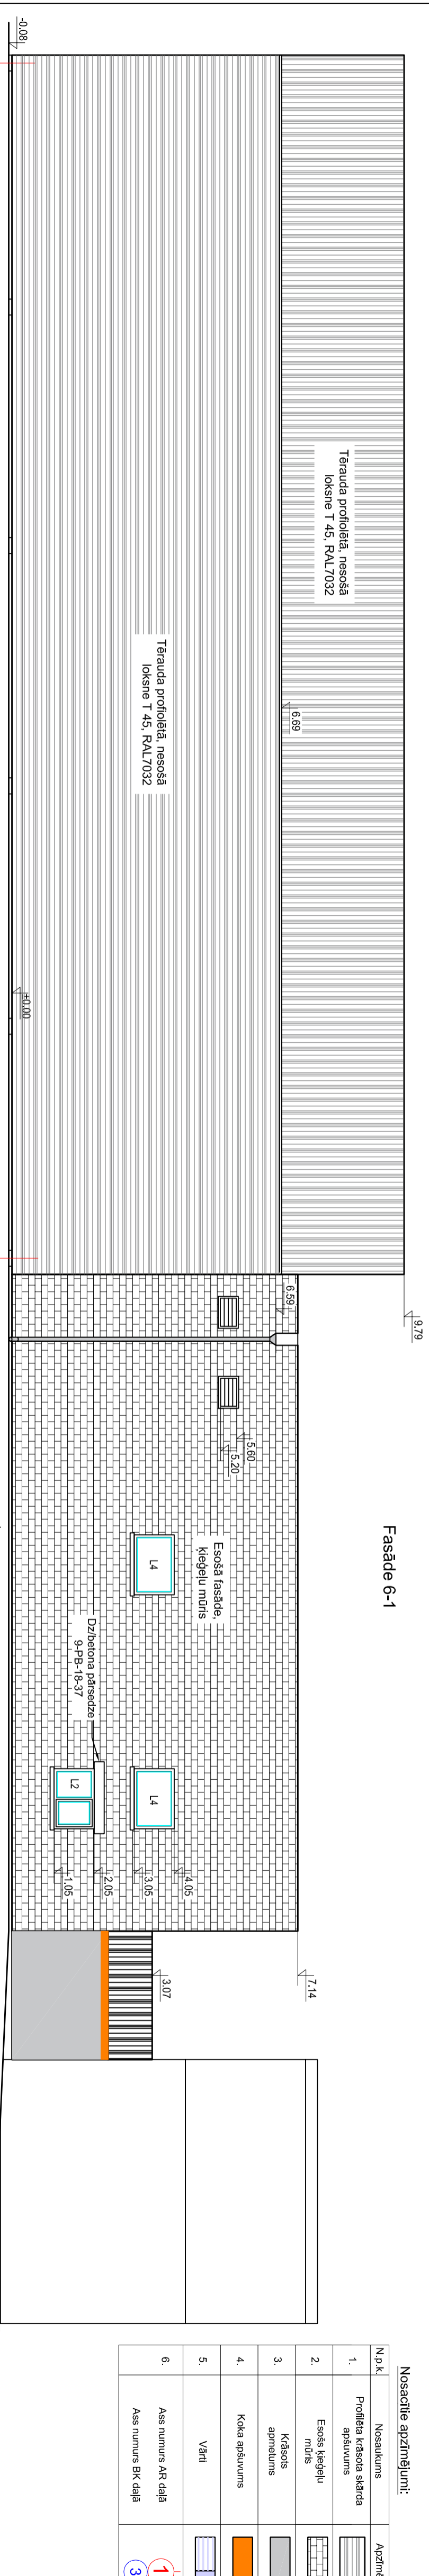 Fasāde 6-1
9.79
Tērauda profiolētā, nesošā
loksne T 45, RAL7032
6.69
Tērauda profiolētā, nesošā
loksne T 45, RAL7032
±0.00
-0.08
6.59
5.60
5.20
Esošā fasāde,
ķieģeļu mūris
L4
L4
Dz/betona pārsedze
9-PB-18-37
L2
4.05
3.05
2.05
1.05
7.14
3.07
Nosacītie apzīmējumi:
N.p.k. Nosaukums
1. Profilēta krāsota skārda
apšuvums
2. Esošs ķieģeļu
mūris
3. Krāsots
apmetums
4. Koka apšuvums
5. Vārti
6. Ass numurs AR daļā 1
Ass numurs BK daļā 3